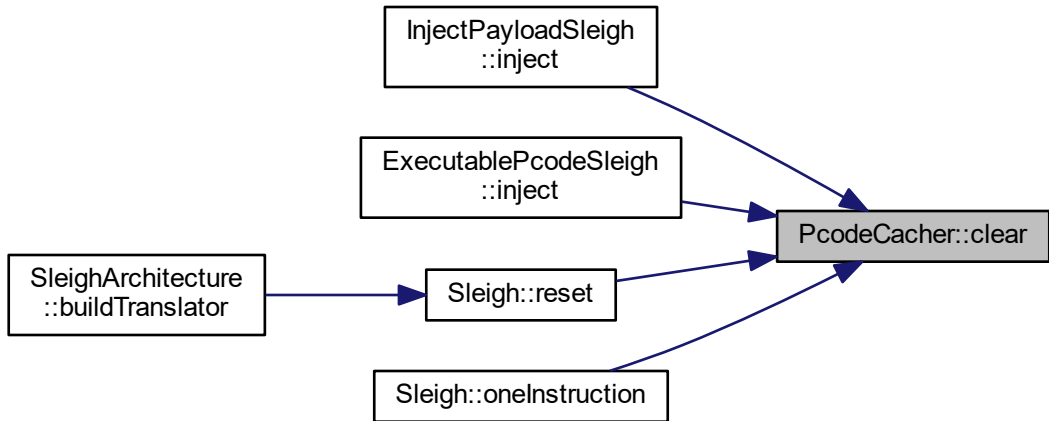 InjectPayloadSleigh
::inject
ExecutablePcodeSleigh
::inject
PcodeCacher::clear
SleighArchitecture
::buildTranslator
Sleigh::reset
Sleigh::oneInstruction